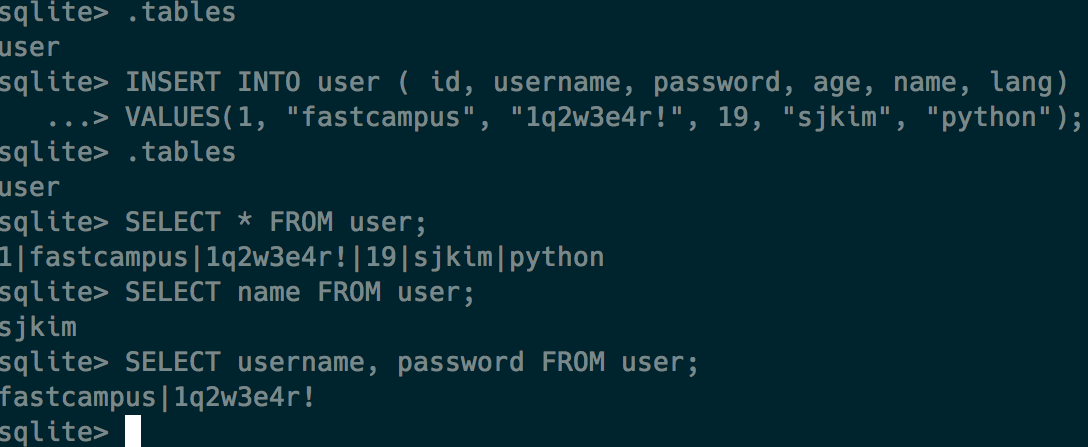 sqlite> .tables
user
sqlite> INSERT INTO user ( id, username, password, age, name, lang)
   ...> VALUES(1, "fastcampus", "1q2w3e4r!", 19, "sjkim", "python");
sqlite> .tables
user
sqlite> SELECT * FROM user;
1|fastcampus|1q2w3e4r!|19|sjkim|python
sqlite> SELECT name FROM user;
sjkim
sqlite> SELECT username, password FROM user;
fastcampus|1q2w3e4r!
sqlite>